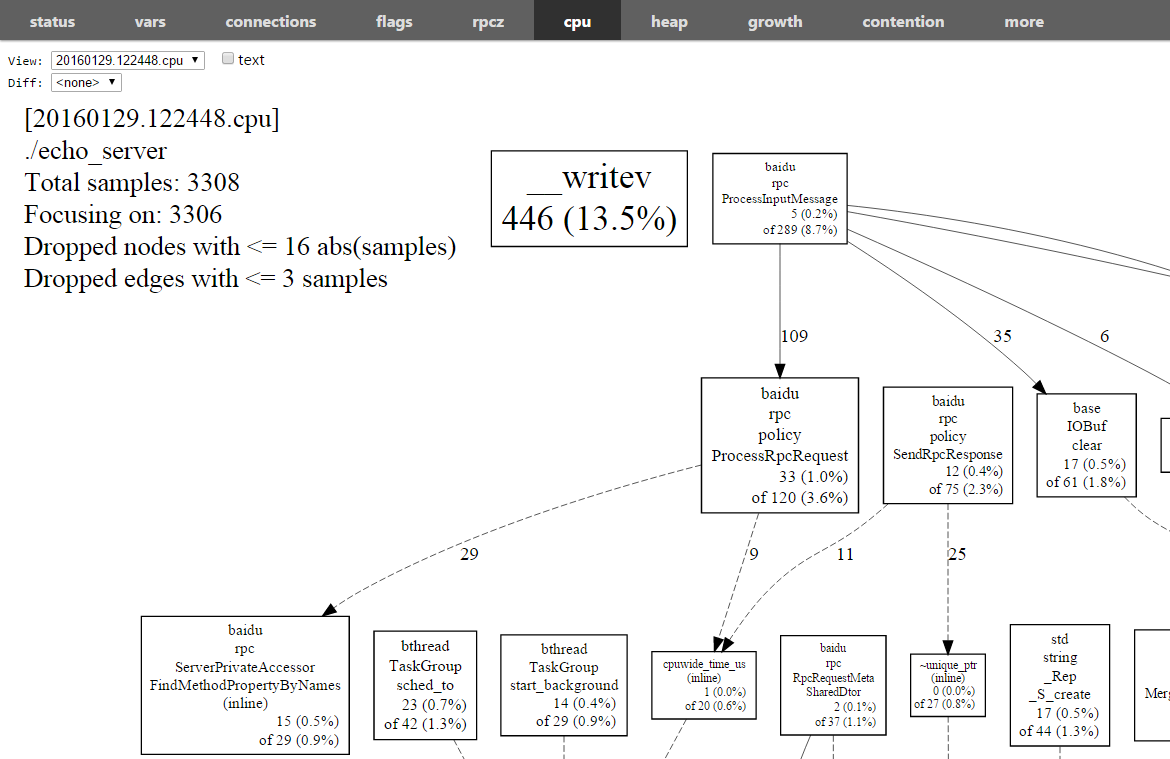 status vars connections flags rpcz cpu heap growth contention more
View: 20160129.122448.cpu text
Diff: <none>
[20160129.122448.cpu]
./echo_server
Total samples: 3308
Focusing on: 3306
Dropped nodes with <= 16 abs(samples)
Dropped edges with <= 3 samples
__writev
446 (13.5%)
baidu
rpc
ProcessInputMessage
5 (0.2%)
of 289 (8.7%)
109
35
6
baidu
rpc
policy
ProcessRpcRequest
33 (1.0%)
of 120 (3.6%)
baidu
rpc
policy
SendRpcResponse
12 (0.4%)
of 75 (2.3%)
base
IOBuf
clear
17 (0.5%)
of 61 (1.8%)
29
9
11
25
baidu
rpc
ServerPrivateAccessor
FindMethodPropertyByNames
(inline)
15 (0.5%)
of 29 (0.9%)
bthread
TaskGroup
sched_to
23 (0.7%)
of 42 (1.3%)
bthread
TaskGroup
start_background
14 (0.4%)
of 29 (0.9%)
cpuwide_time_us
(inline)
1 (0.0%)
of 20 (0.6%)
baidu
rpc
RpcRequestMeta
SharedDtor
2 (0.1%)
of 37 (1.1%)
~unique_ptr
(inline)
0 (0.0%)
of 27 (0.8%)
std
string
_Rep
_S_create
17 (0.5%)
of 44 (1.3%)
Merg